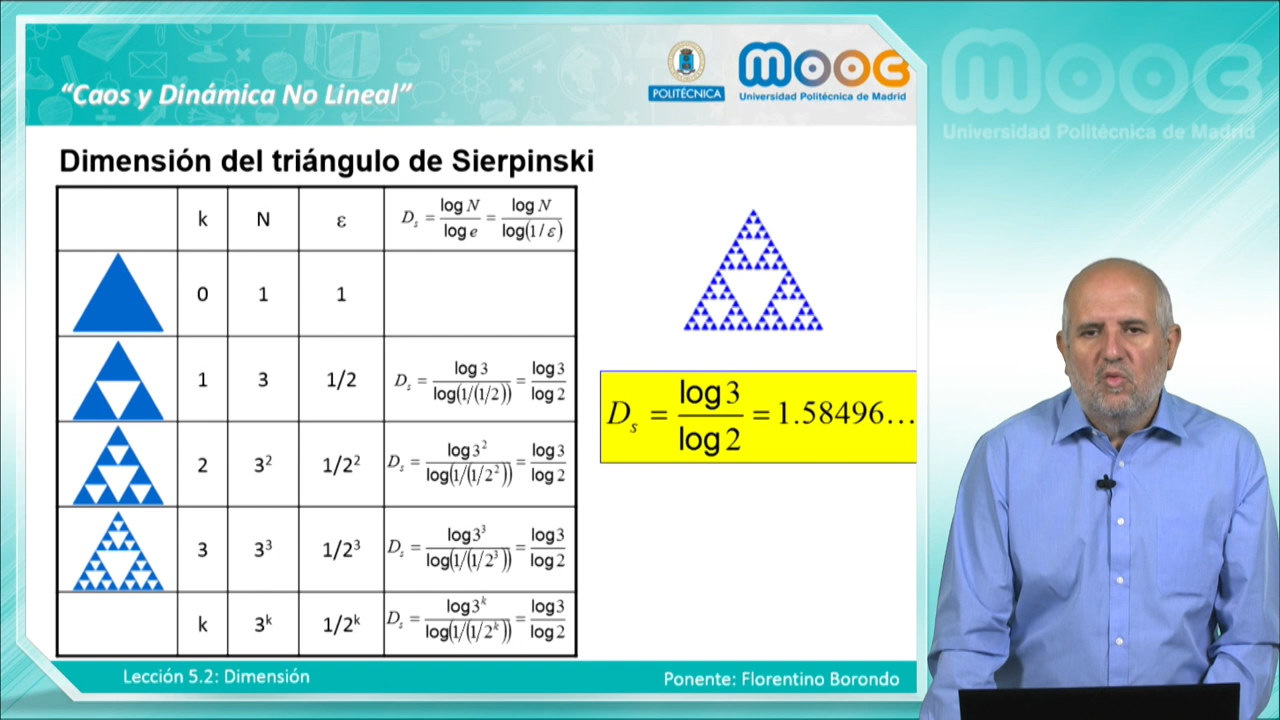 “Caos y Dinámica No Lineal”
POLITÉCNICA
mooc
Universidad Politécnica de Madrid
mooc
Universidad Politécnica de Madrid
Dimensión del triángulo de Sierpinski
k N ε D_s = log N / log e = log N / log(1/ε)
0 1 1
1 3 1/2 D_s = log 3 / log(1/(1/2)) = log 3 / log 2
2 3² 1/2² D_s = log 3² / log(1/(1/2²)) = log 3 / log 2
3 3³ 1/2³ D_s = log 3³ / log(1/(1/2³)) = log 3 / log 2
k 3ᵏ 1/2ᵏ D_s = log 3ᵏ / log(1/(1/2ᵏ)) = log 3 / log 2
D_s = log 3 / log 2 = 1.58496...
Lección 5.2: Dimensión
Ponente: Florentino Borondo